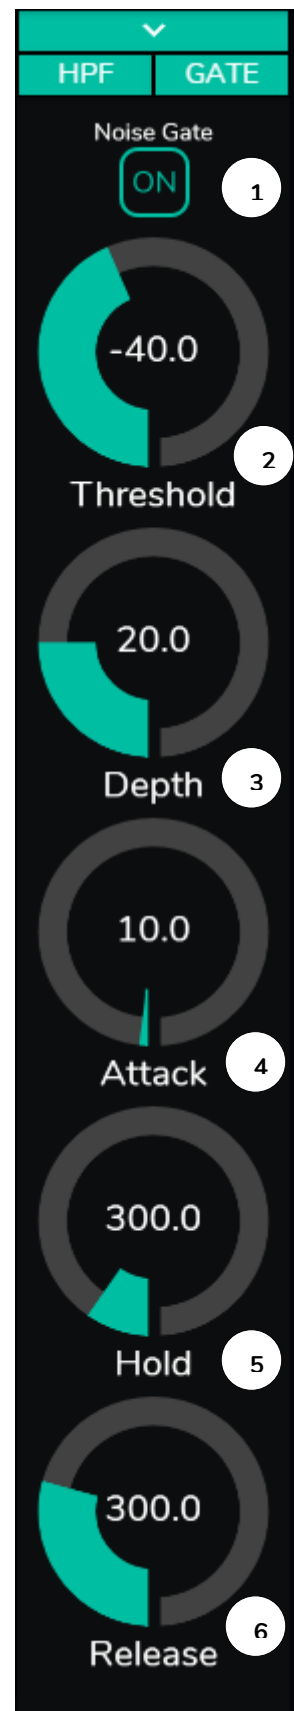 HPF GATE
Noise Gate
ON
1
-40.0
2
Threshold
20.0
Depth
3
10.0
Attack
4
300.0
Hold
5
300.0
6
Release